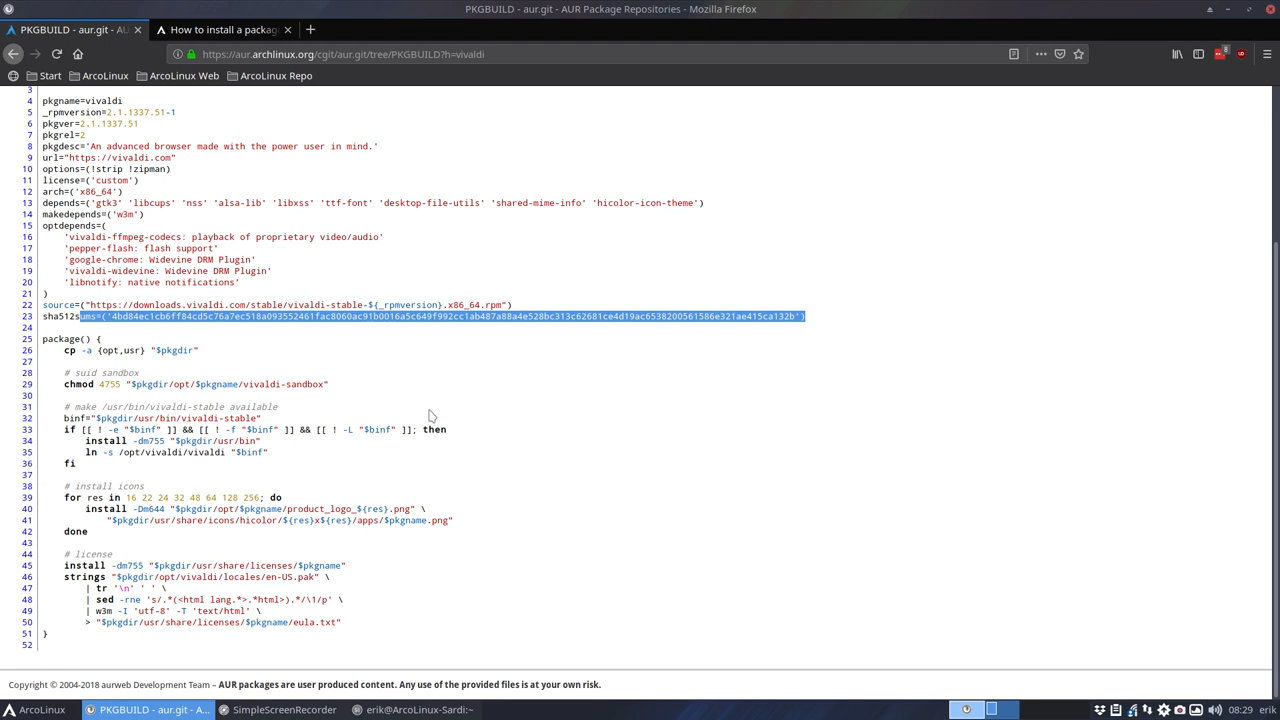 PKGBUILD - aur.git - AUR Package Repositories - Mozilla Firefox
PKGBUILD - aur.git - AU
How to install a packag
https://aur.archlinux.org/cgit/aur.git/tree/PKGBUILD?h=vivaldi
8
Start ArcoLinux ArcoLinux Web ArcoLinux Repo
3
4 pkgname=vivaldi
5 _rpmversion=2.1.1337.51-1
6 pkgver=2.1.1337.51
7 pkgrel=2
8 pkgdesc='An advanced browser made with the power user in mind.'
9 url="https://vivaldi.com"
10 options=(!strip !zipman)
11 license=('custom')
12 arch=('x86_64')
13 depends=('gtk3' 'libcups' 'nss' 'alsa-lib' 'libxss' 'ttf-font' 'desktop-file-utils' 'shared-mime-info' 'hicolor-icon-theme')
14 makedepends=('w3m')
15 optdepends=(
16 'vivaldi-ffmpeg-codecs: playback of proprietary video/audio'
17 'pepper-flash: flash support'
18 'google-chrome: Widevine DRM Plugin'
19 'vivaldi-widevine: Widevine DRM Plugin'
20 'libnotify: native notifications'
21 )
22 source=("https://downloads.vivaldi.com/stable/vivaldi-stable-${_rpmversion}.x86_64.rpm")
23 sha512sums=('4bd84ec1cb6ff84cd5c76a7ec518a093552461fac8060ac91b0016a5c649f992cc1ab487a88a4e528bc313c62681ce4d19ac6538200561586e321ae415ca132b')
24
25 package() {
26 cp -a {opt,usr} "$pkgdir"
27
28 # suid sandbox
29 chmod 4755 "$pkgdir/opt/$pkgname/vivaldi-sandbox"
30
31 # make /usr/bin/vivaldi-stable available
32 binf="$pkgdir/usr/bin/vivaldi-stable"
33 if [[ ! -e "$binf" ]] && [[ ! -f "$binf" ]] && [[ ! -L "$binf" ]]; then
34 install -dm755 "$pkgdir/usr/bin"
35 ln -s /opt/vivaldi/vivaldi "$binf"
36 fi
37
38 # install icons
39 for res in 16 22 24 32 48 64 128 256; do
40 install -Dm644 "$pkgdir/opt/$pkgname/product_logo_${res}.png" \
41 "$pkgdir/usr/share/icons/hicolor/${res}x${res}/apps/$pkgname.png"
42 done
43
44 # license
45 install -dm755 "$pkgdir/usr/share/licenses/$pkgname"
46 strings "$pkgdir/opt/vivaldi/locales/en-US.pak" \
47 | tr '\n' ' ' \
48 | sed -rne 's/.*(<html lang.*>.*html>).*/\1/p' \
49 | w3m -I 'utf-8' -T 'text/html' \
50 > "$pkgdir/usr/share/licenses/$pkgname/eula.txt"
51 }
52
Copyright © 2004-2018 aurweb Development Team – AUR packages are user produced content. Any use of the provided files is at your own risk.
ArcoLinux PKGBUILD - aur.git - A... SimpleScreenRecorder erik@ArcoLinux-Sardi:~ 08:29 erik